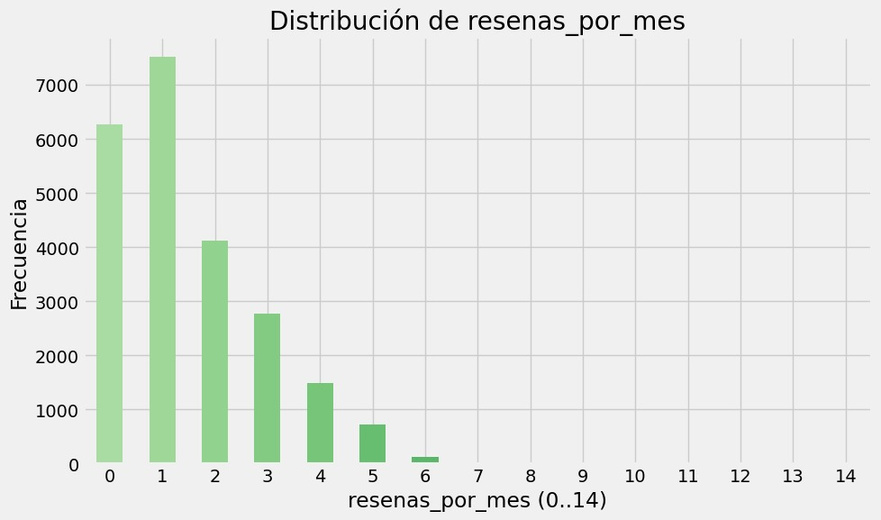 Distribución de resenas_por_mes
Frecuencia
7000
6000
5000
4000
3000
2000
1000
0
0 1 2 3 4 5 6 7 8 9 10 11 12 13 14
resenas_por_mes (0..14)